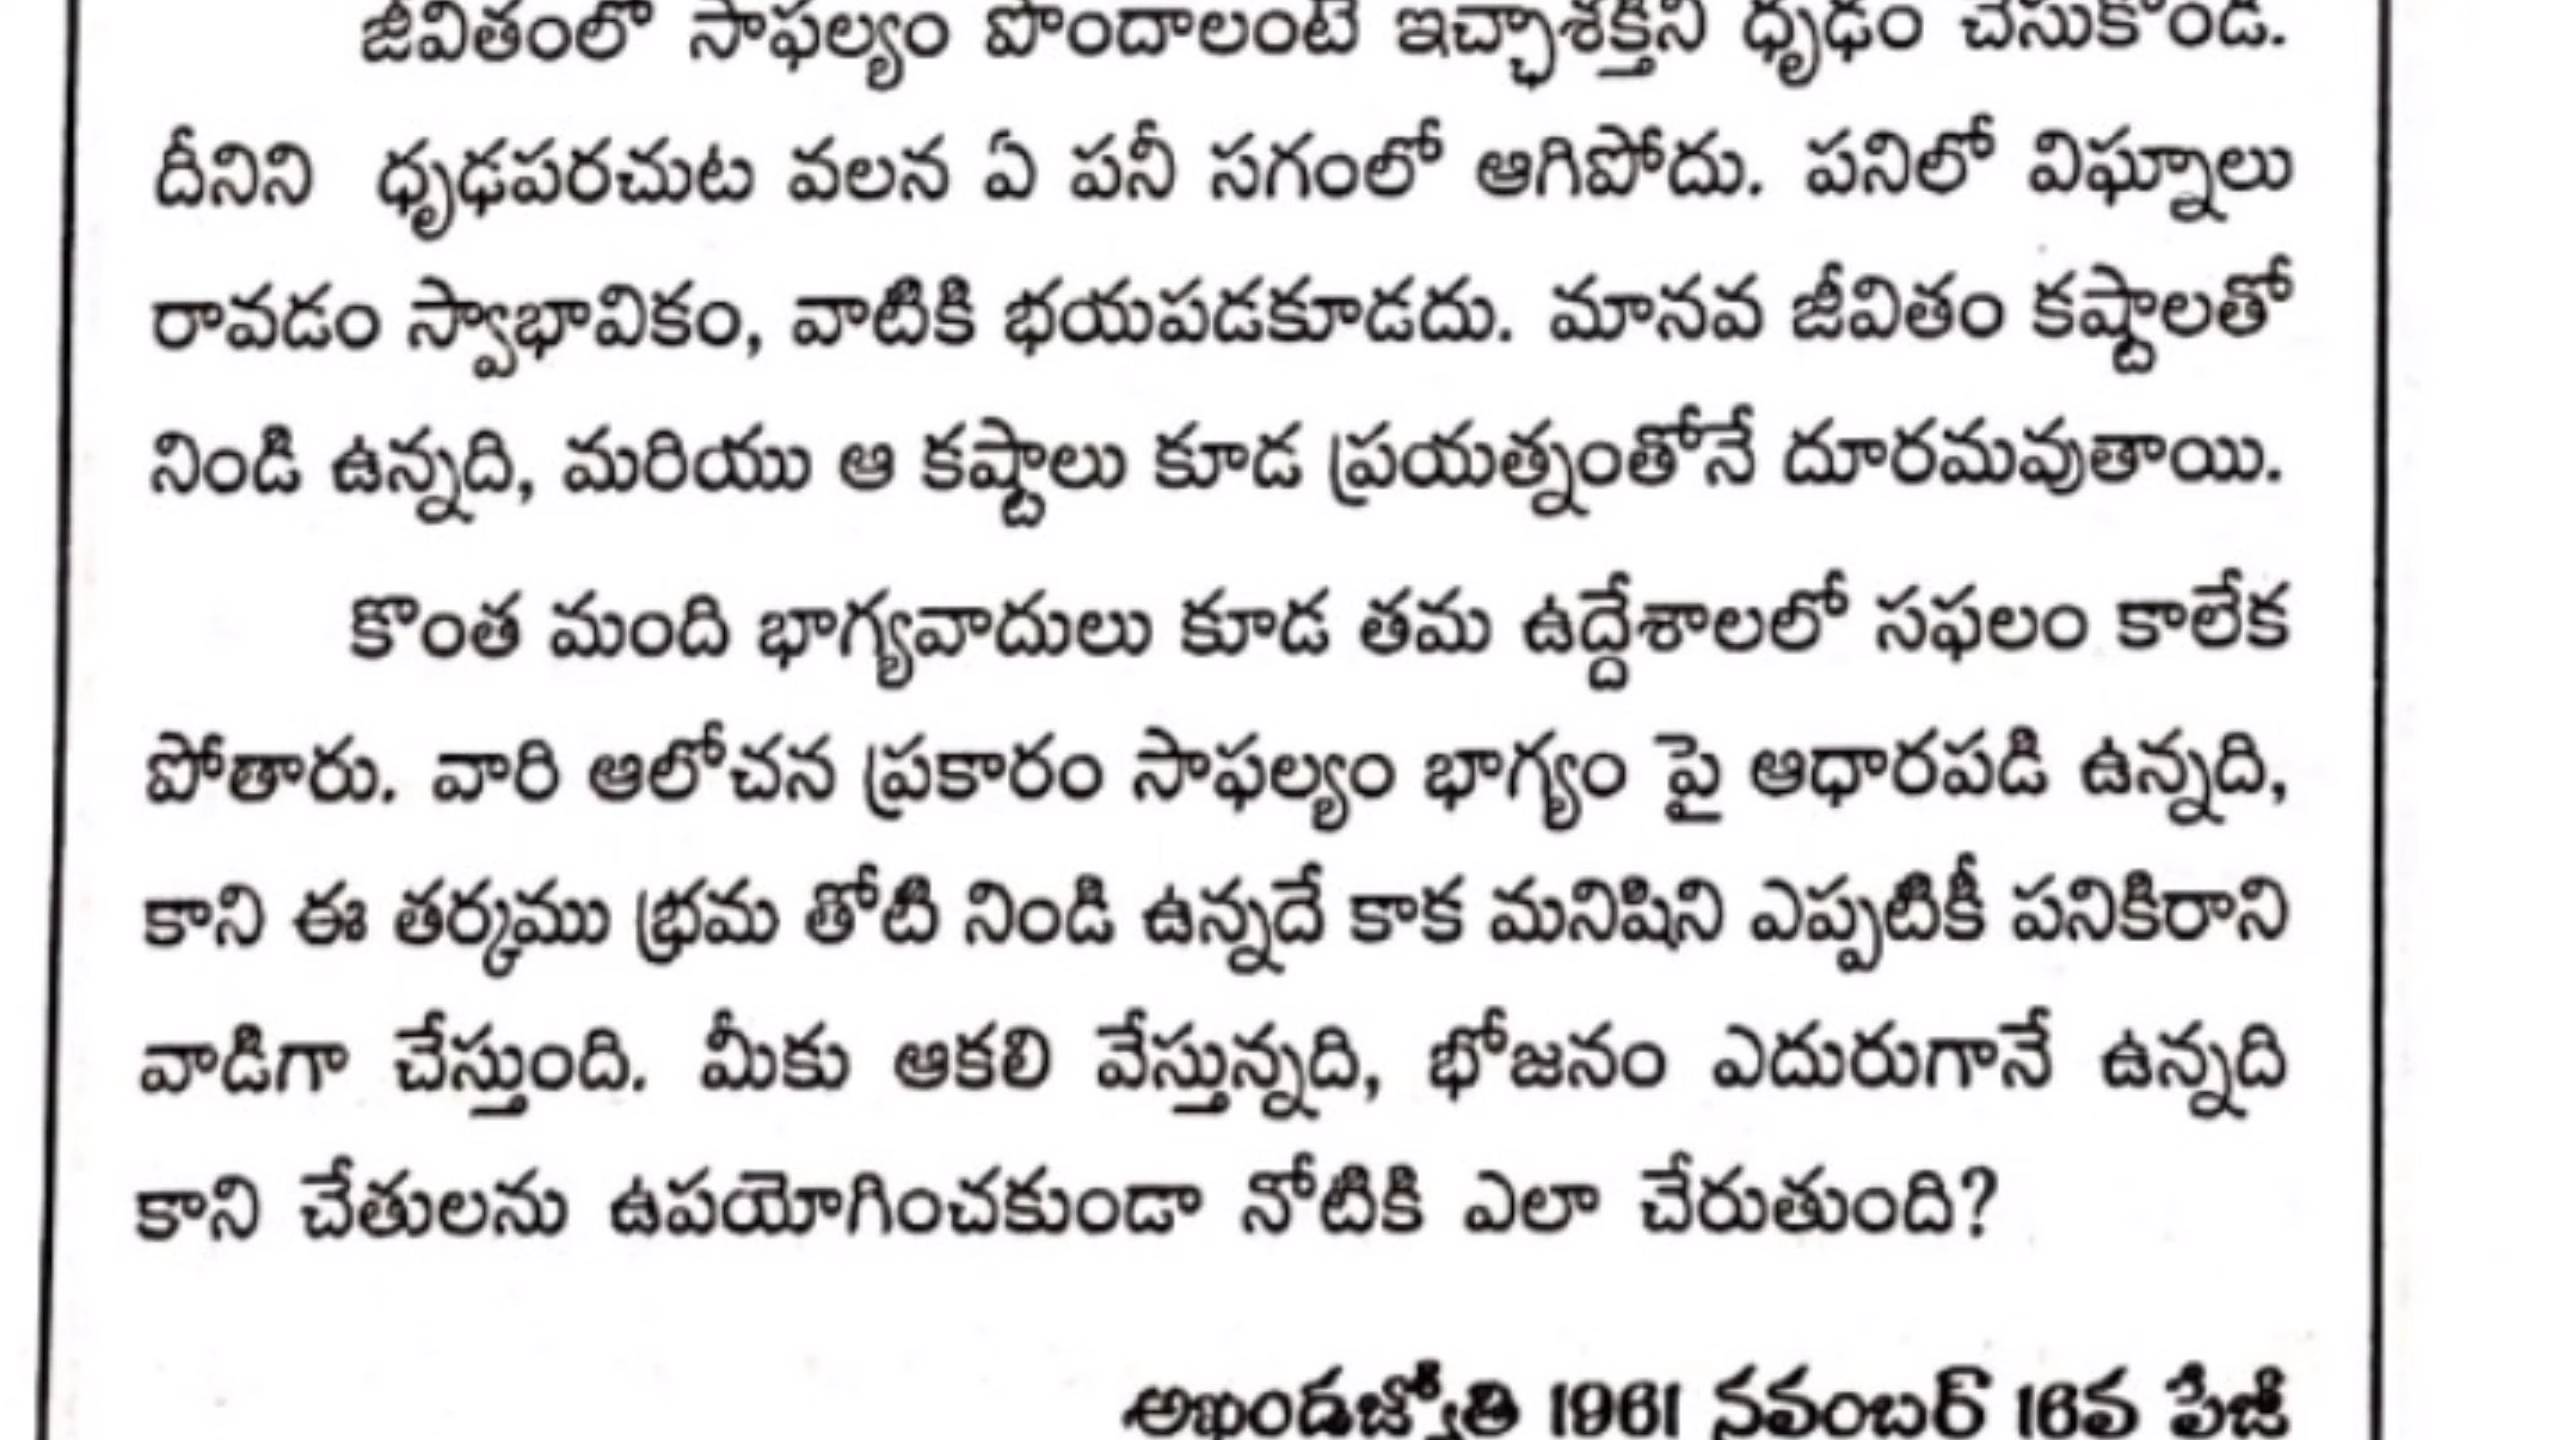 జీవితంలో సాఫల్యం పొందాలంటే ఇచ్ఛాశక్తిని ధృఢం చేసుకోండి.
దీనిని ధృఢపరచుట వలన ఏ పనీ సగంలో ఆగిపోదు. పనిలో విఘ్నాలు
రావడం స్వాభావికం, వాటికి భయపడకూడదు. మానవ జీవితం కష్టాలతో
నిండి ఉన్నది, మరియు ఆ కష్టాలు కూడ ప్రయత్నంతోనే దూరమవుతాయి.
కొంత మంది భాగ్యవాదులు కూడ తమ ఉద్దేశాలలో సఫలం కాలేక
పోతారు. వారి ఆలోచన ప్రకారం సాఫల్యం భాగ్యం పై ఆధారపడి ఉన్నది,
కాని ఈ తర్కము భ్రమ తోటి నిండి ఉన్నదే కాక మనిషిని ఎప్పటికీ పనికిరాని
వాడిగా చేస్తుంది. మీకు ఆకలి వేస్తున్నది, భోజనం ఎదురుగానే ఉన్నది
కాని చేతులను ఉపయోగించకుండా నోటికి ఎలా చేరుతుంది?
అఖండజ్యోతి 1961 నవంబర్ 16వ పేజీ